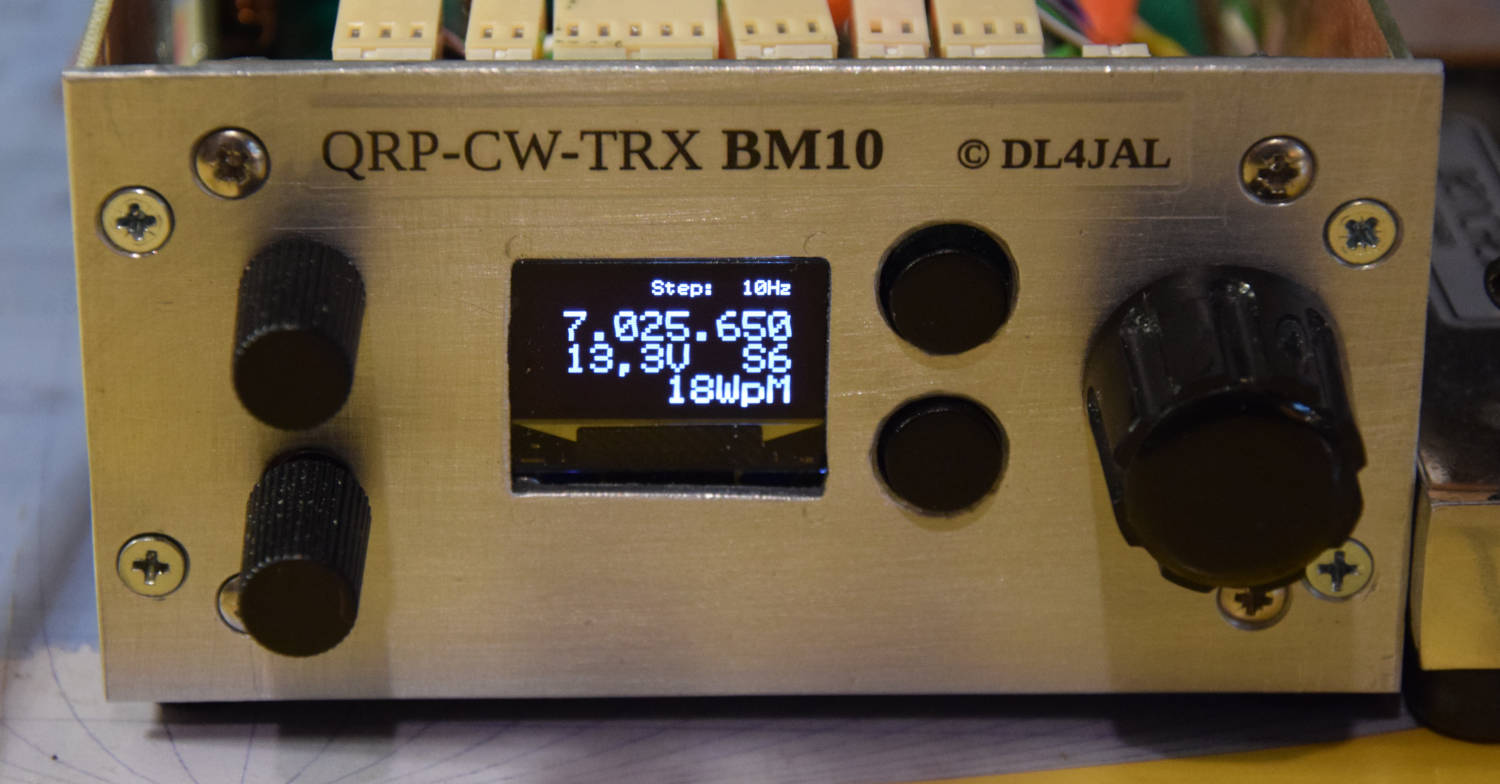 QRP-CW-TRX BM10 © DL4JAL
Step: 10Hz
7.025.650
13,3V S6
18WpM